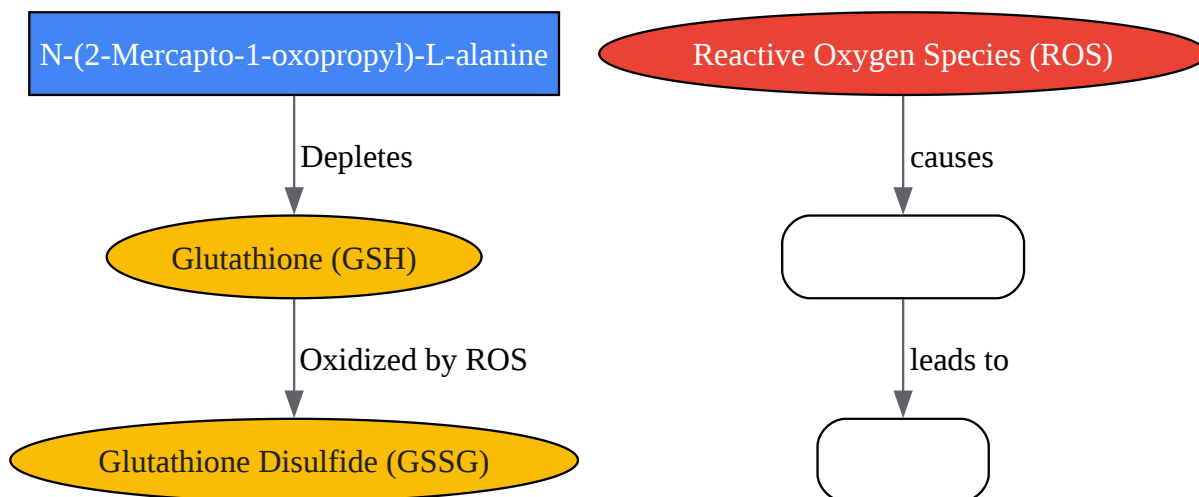 N-(2-Mercapto-1-oxopropyl)-L-alanine
Reactive Oxygen Species (ROS)
Depletes
causes
Glutathione (GSH)
Oxidized by ROS
leads to
Glutathione Disulfide (GSSG)